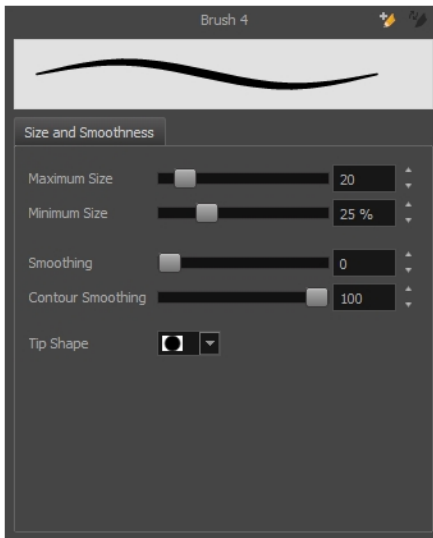 Brush 4
Size and Smoothness
Maximum Size 20
Minimum Size 25 %
Smoothing 0
Contour Smoothing 100
Tip Shape